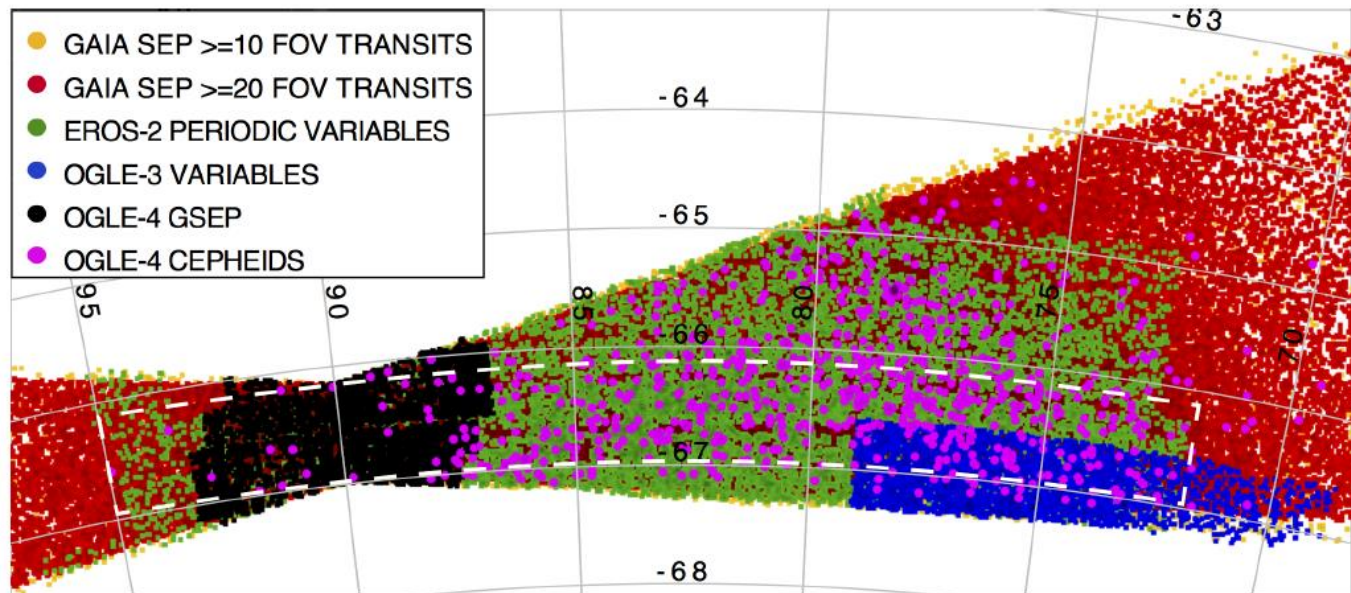 GAIA SEP >=10 FOV TRANSITS
GAIA SEP >=20 FOV TRANSITS
EROS-2 PERIODIC VARIABLES
OGLE-3 VARIABLES
OGLE-4 GSEP
OGLE-4 CEPHEIDS
-63
-64
-65
95
90
85
80
75
70
-66
-67
-68